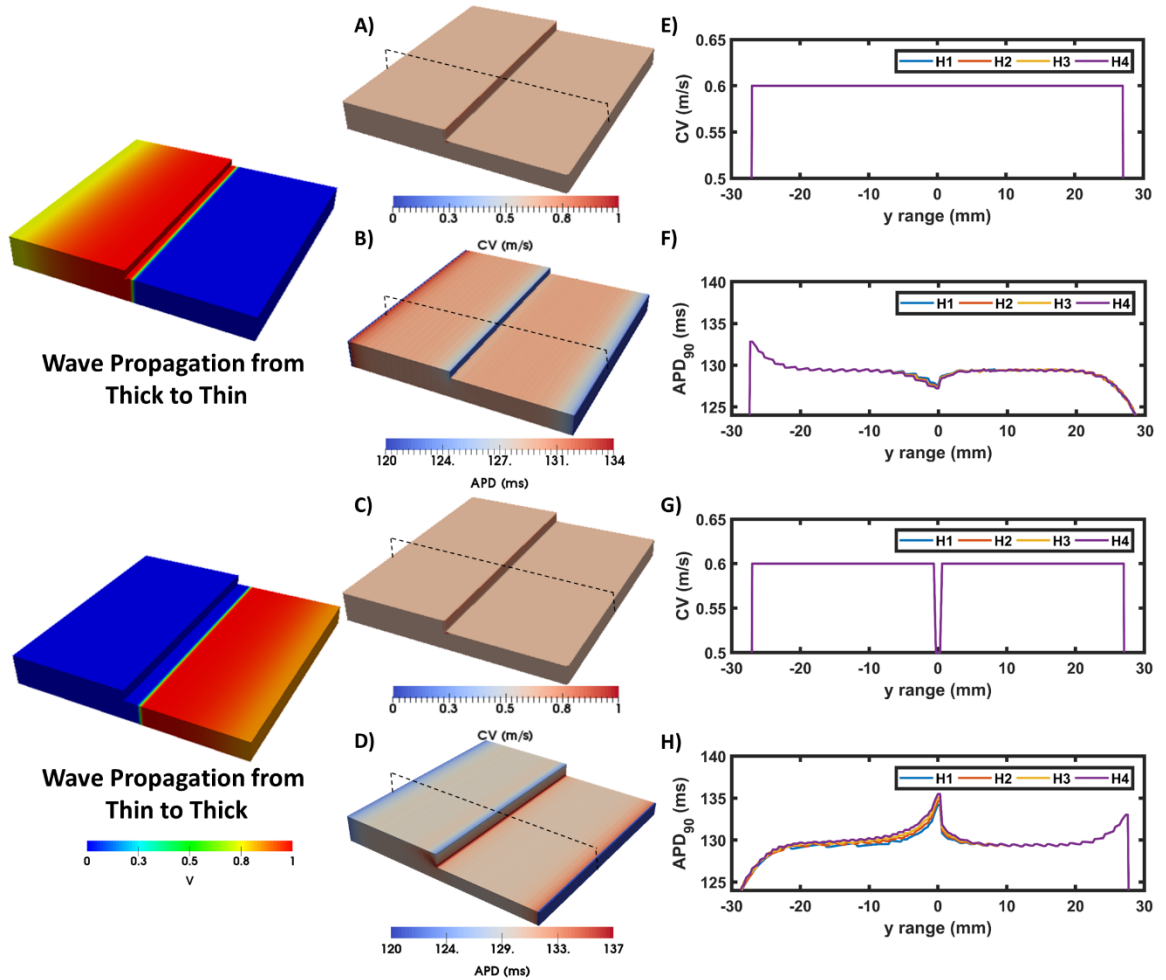 A)
E)
0.65
H1 H2 H3 H4
CV (m/s)
0.6
0.55
0.5
-30 -20 -10 0 10 20 30
y range (mm)
0 0.3 0.5 0.8 1
CV (m/s)
Wave Propagation from
Thick to Thin
B)
F)
140
H1 H2 H3 H4
APD90 (ms)
135
130
125
-30 -20 -10 0 10 20 30
y range (mm)
120 124. 127. 131. 134
APD (ms)
C)
G)
0.65
H1 H2 H3 H4
CV (m/s)
0.6
0.55
0.5
-30 -20 -10 0 10 20 30
y range (mm)
0 0.3 0.5 0.8 1
CV (m/s)
Wave Propagation from
Thin to Thick
0 0.3 0.5 0.8 1
V
D)
H)
140
H1 H2 H3 H4
APD90 (ms)
135
130
125
-30 -20 -10 0 10 20 30
y range (mm)
120 124. 129. 133. 137
APD (ms)